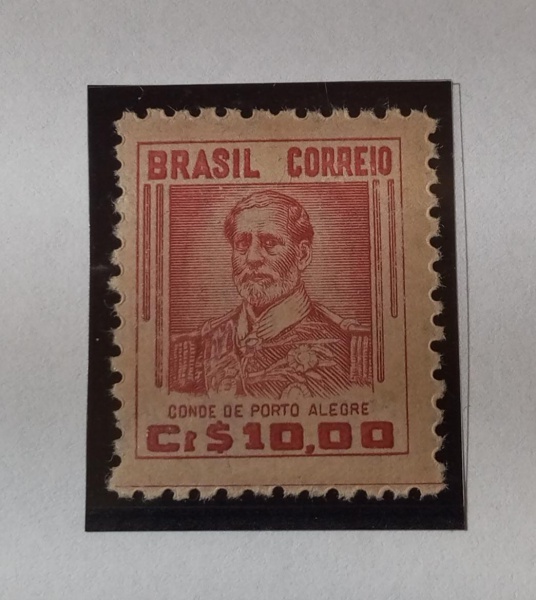 BRASIL CORREIO
CONDE DE PORTO ALEGRE
Cr$10,00